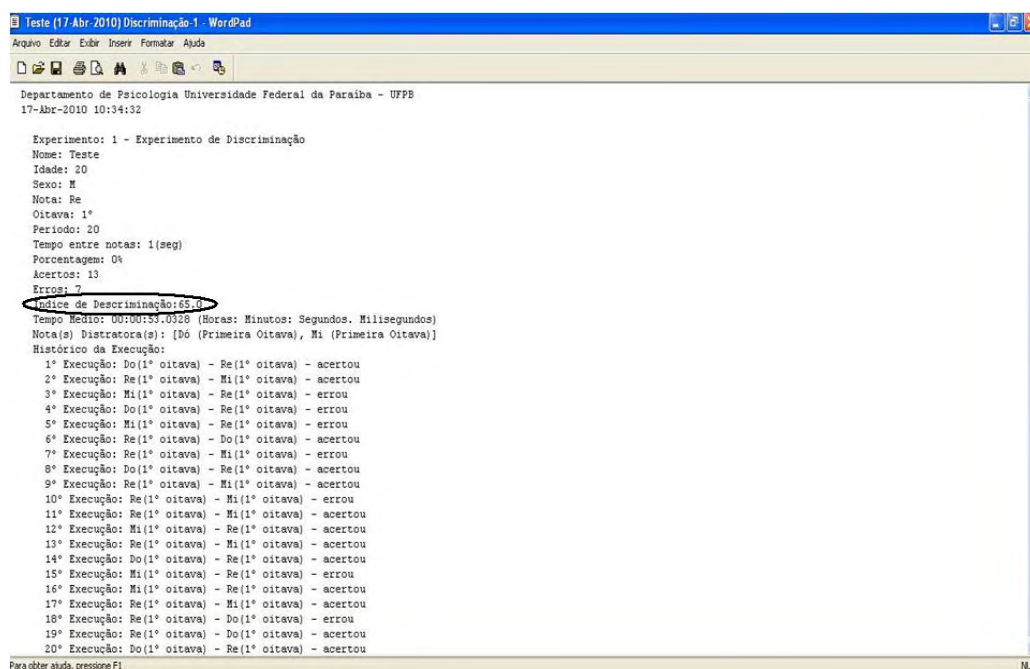 Teste (17-Abr-2010) Discriminação-1 - WordPad
Arquivo Editar Exibir Inserir Formatar Ajuda
Departamento de Psicologia Universidade Federal da Paraíba - UFPB
17-Abr-2010 10:34:32
Experimento: 1 - Experimento de Discriminação
Nome: Teste
Idade: 20
Sexo: M
Nota: Re
Oitava: 1°
Periodo: 20
Tempo entre notas: 1(seg)
Porcentagem: 0%
Acertos: 13
Erros: 7
Indice de Descriminação:65.0
Tempo Medio: 00:00:53.0328 (Horas: Minutos: Segundos. Milisegundos)
Nota(s) Distratora(s): [Dó (Primeira Oitava), Mi (Primeira Oitava)]
Histórico da Execução:
1° Execução: Do(1° oitava) - Re(1° oitava) - acertou
2° Execução: Re(1° oitava) - Mi(1° oitava) - acertou
3° Execução: Mi(1° oitava) - Re(1° oitava) - errou
4° Execução: Do(1° oitava) - Re(1° oitava) - errou
5° Execução: Mi(1° oitava) - Re(1° oitava) - errou
6° Execução: Re(1° oitava) - Do(1° oitava) - acertou
7° Execução: Re(1° oitava) - Mi(1° oitava) - errou
8° Execução: Do(1° oitava) - Re(1° oitava) - acertou
9° Execução: Re(1° oitava) - Mi(1° oitava) - acertou
10° Execução: Re(1° oitava) - Mi(1° oitava) - errou
11° Execução: Re(1° oitava) - Mi(1° oitava) - acertou
12° Execução: Mi(1° oitava) - Re(1° oitava) - acertou
13° Execução: Re(1° oitava) - Mi(1° oitava) - acertou
14° Execução: Do(1° oitava) - Re(1° oitava) - acertou
15° Execução: Mi(1° oitava) - Re(1° oitava) - errou
16° Execução: Mi(1° oitava) - Re(1° oitava) - acertou
17° Execução: Re(1° oitava) - Mi(1° oitava) - acertou
18° Execução: Re(1° oitava) - Do(1° oitava) - errou
19° Execução: Re(1° oitava) - Do(1° oitava) - acertou
20° Execução: Do(1° oitava) - Re(1° oitava) - acertou
Para obter ajuda, pressione F1